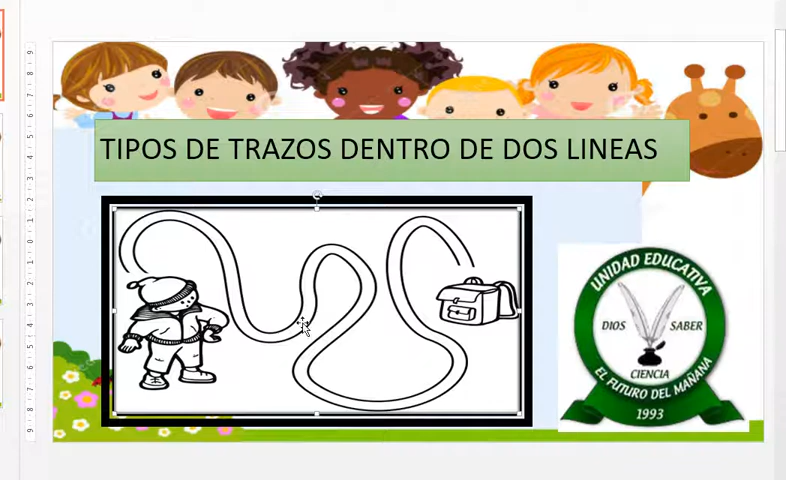 TIPOS DE TRAZOS DENTRO DE DOS LINEAS
UNIDAD EDUCATIVA
DIOS SABER
CIENCIA
EL FUTURO DEL MAÑANA
1993